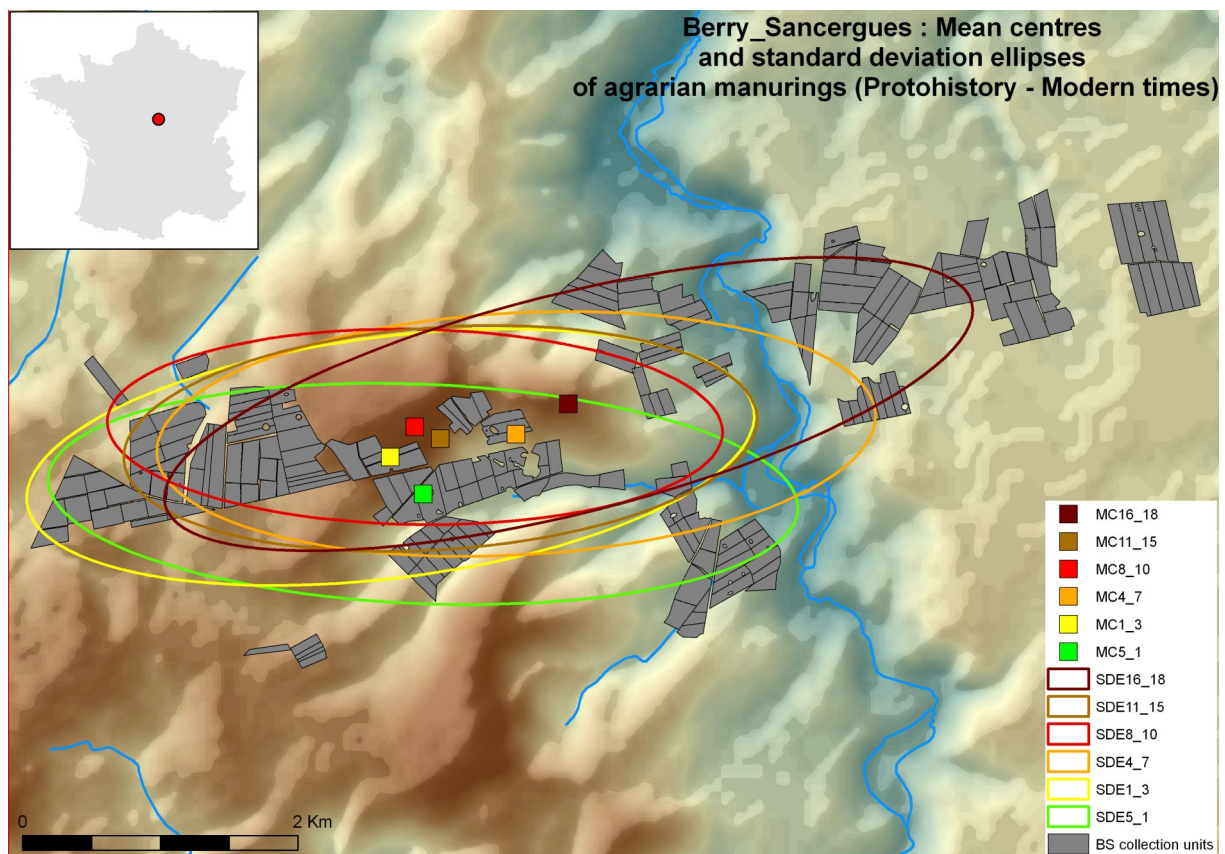 Berry_Sancergues : Mean centres
and standard deviation ellipses
of agrarian manurings (Protohistory - Modern times)
MC16_18
MC11_15
MC8_10
MC4_7
MC1_3
MC5_1
SDE16_18
SDE11_15
SDE8_10
SDE4_7
SDE1_3
SDE5_1
BS collection units
0 2 Km